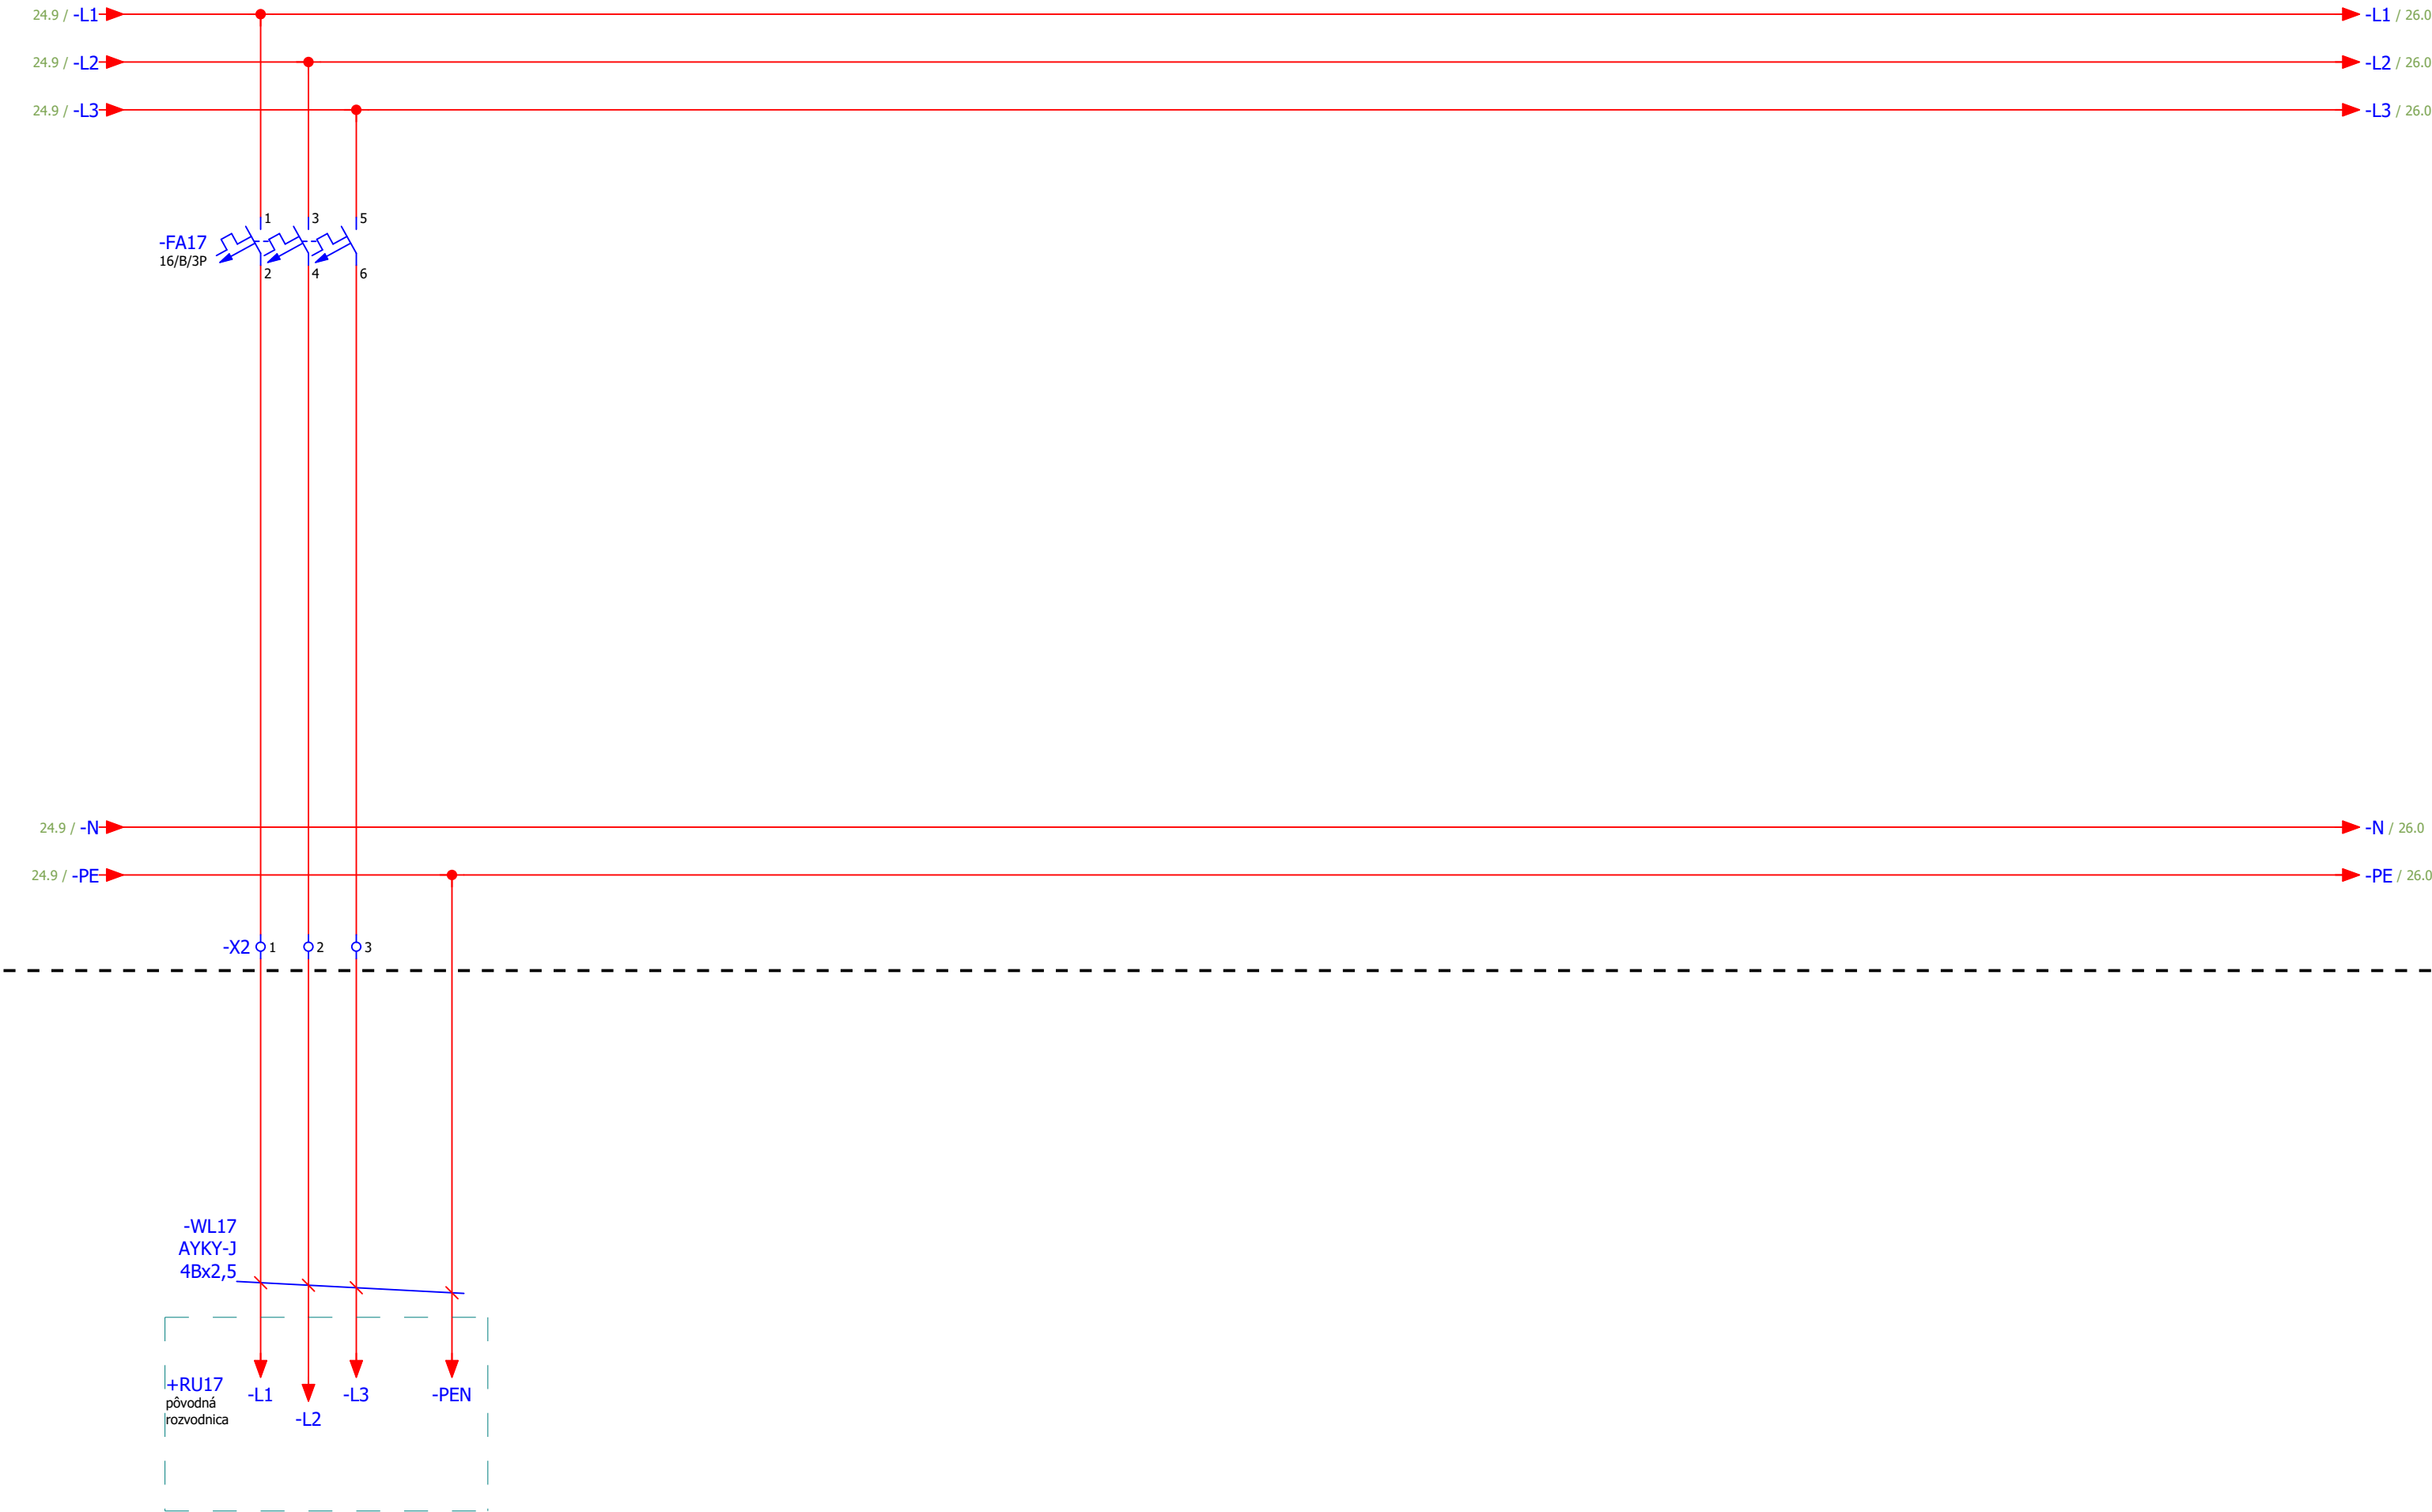 24.9 / -L1
-L1 / 26.0
24.9 / -L2
-L2 / 26.0
24.9 / -L3
-L3 / 26.0
1
3
5
-FA17
16/B/3P
2
4
6
24.9 / -N
-N / 26.0
24.9 / -PE
-PE / 26.0
-X2
1
2
3
-WL17
AYKY-J
4Bx2,5
+RU17
pôvodná
rozvodnica
-L1
-L2
-L3
-PEN